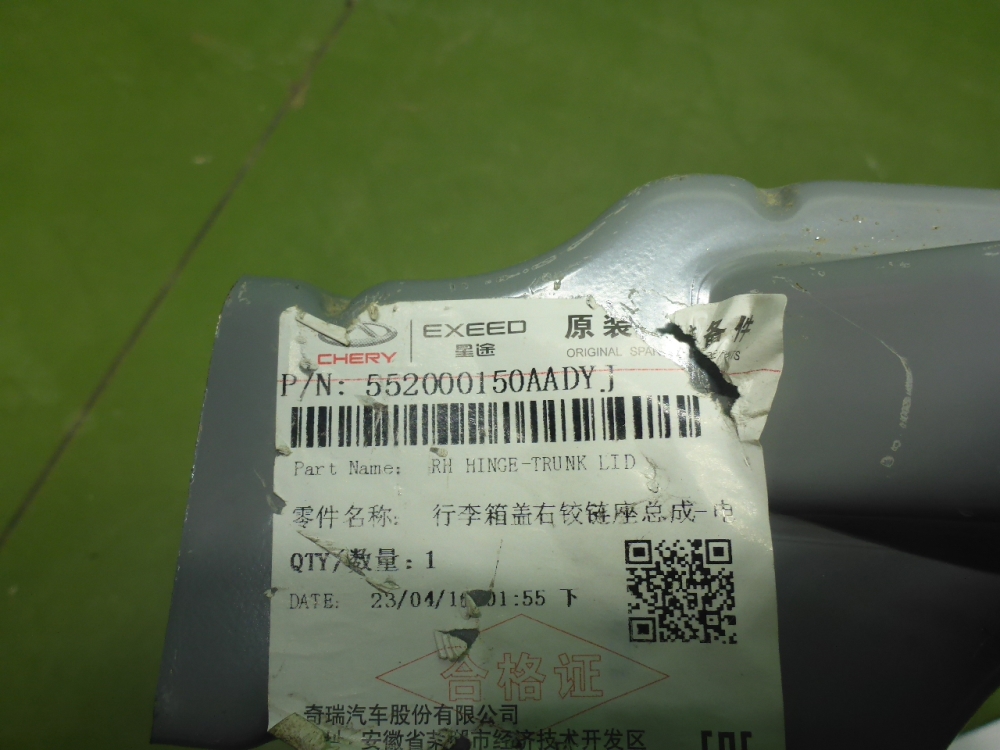 CHERY
EXEED
星途
原装 备件
ORIGINAL
P/N: 552000150AADYJ
Part Name: RH HINGE-TRUNK LID
零件名称: 行李箱盖右铰链座总成-电
QTY/数量: 1
DATE: 23/04/1 01:55 下
合格证
奇瑞汽车股份有限公司
安徽省芜湖市经济技术开发区